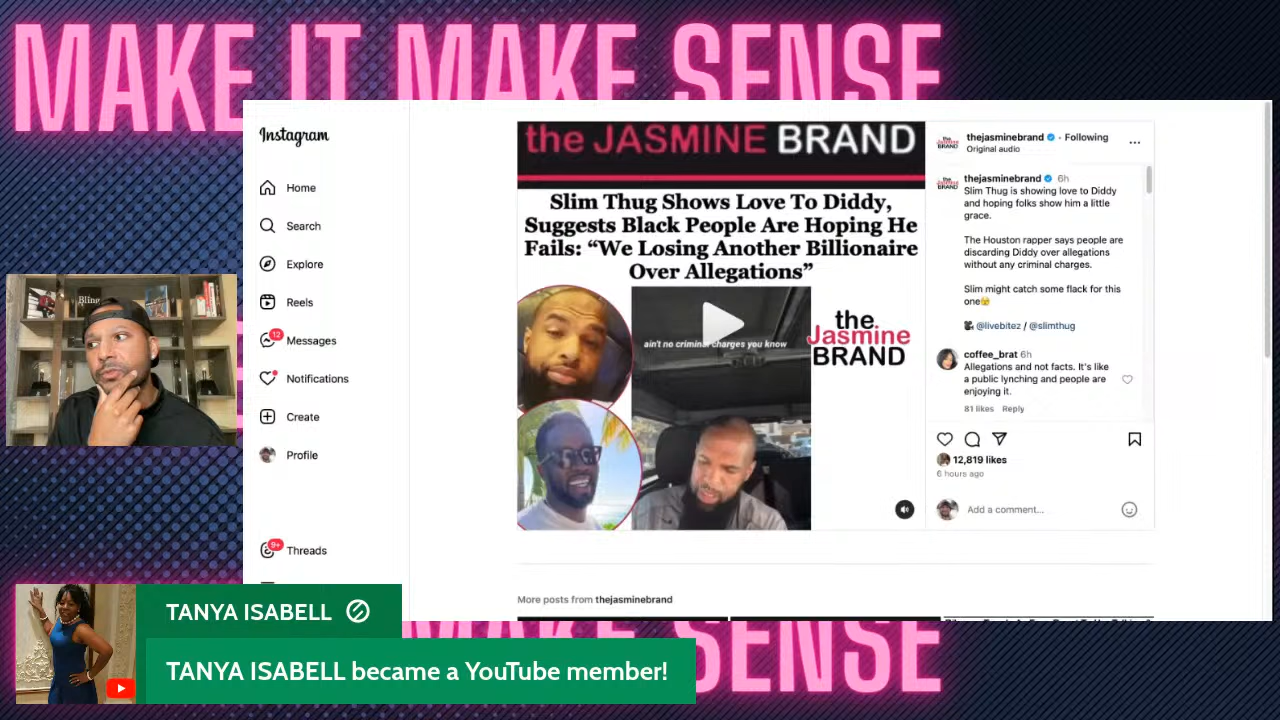 MAKE IT MAKE SENSE
Instagram
Home
Search
Explore
Reels
12
Messages
Notifications
Create
Profile
9+
Threads
the JASMINE BRAND
Slim Thug Shows Love To Diddy,
Suggests Black People Are Hoping He
Fails: “We Losing Another Billionaire
Over Allegations”
ain't no criminal charges you know
the
Jasmine
BRAND
thejasminebrand • Following
Original audio
thejasminebrand 6h
Slim Thug is showing love to Diddy
and hoping folks show him a little
grace.
The Houston rapper says people are
discarding Diddy over allegations
without any criminal charges.
Slim might catch some flack for this
one😥
@livebitez / @slimthug
coffee_brat 6h
Allegations and not facts. It's like
a public lynching and people are
enjoying it.
81 likes Reply
12,819 likes
6 hours ago
Add a comment...
More posts from thejasminebrand
Bling
TANYA ISABELL
TANYA ISABELL became a YouTube member!
MAKE SENSE